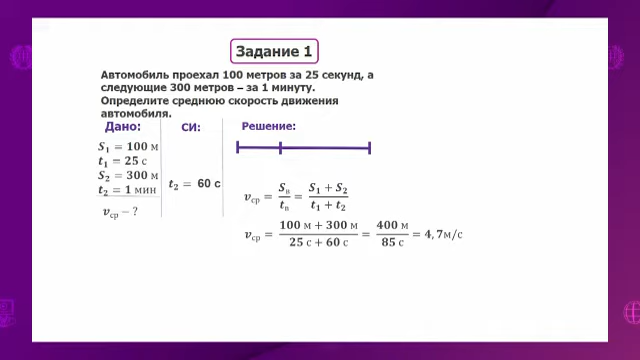 Задание 1
Автомобиль проехал 100 метров за 25 секунд, а
следующие 300 метров – за 1 минуту.
Определите среднюю скорость движения
автомобиля.
Дано:
S₁ = 100 м
t₁ = 25 с
S₂ = 300 м
t₂ = 1 мин
v_ср − ?
СИ:
t₂ = 60 с
Решение:
v_ср = S_в / t_в = (S₁ + S₂) / (t₁ + t₂)
v_ср = (100 м + 300 м) / (25 с + 60 с) = 400 м / 85 с = 4,7м/с